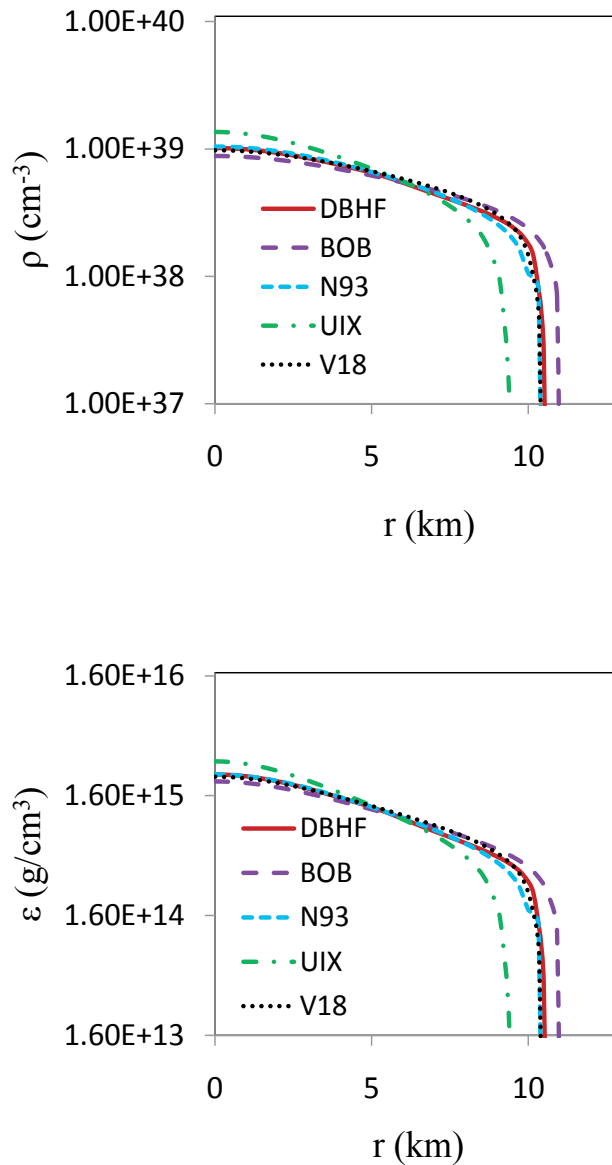 1.00E+40
1.00E+39
1.00E+38
1.00E+37
ρ (cm-3)
DBHF
BOB
N93
UIX
V18
0 5 10
r (km)
1.60E+16
1.60E+15
1.60E+14
1.60E+13
ε (g/cm3)
DBHF
BOB
N93
UIX
V18
0 5 10
r (km)